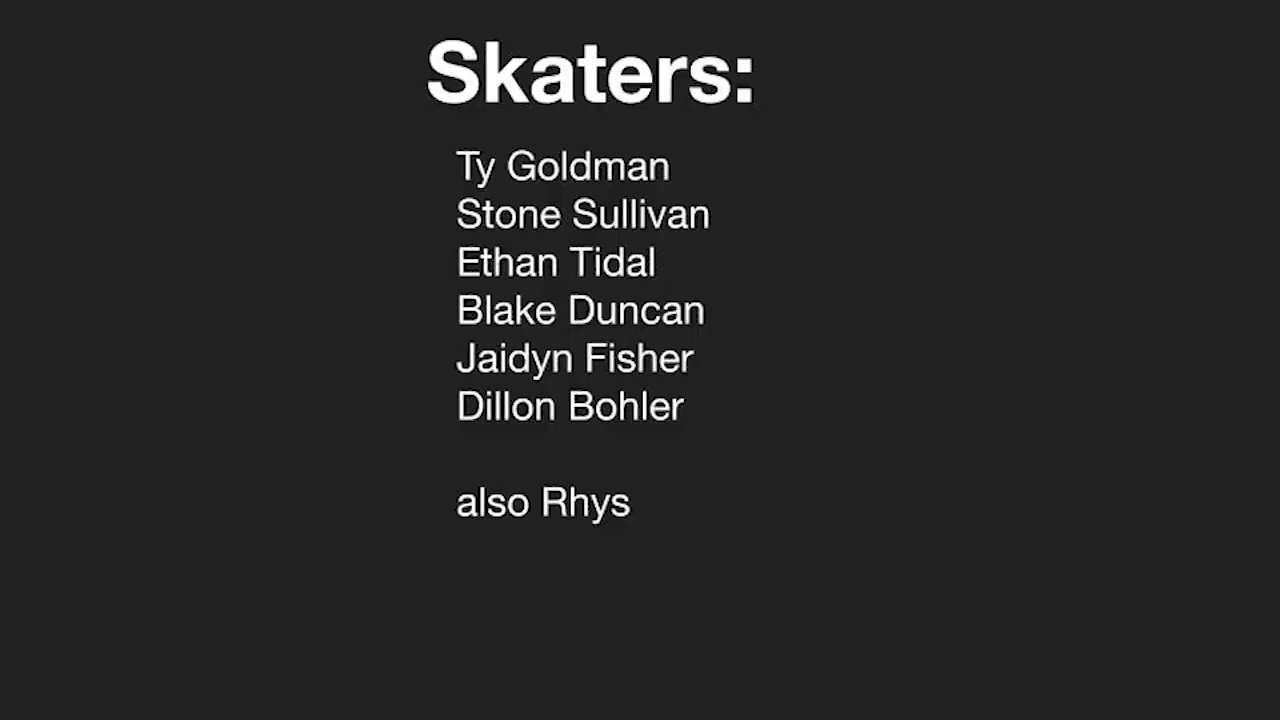 Skaters:
Ty Goldman
Stone Sullivan
Ethan Tidal
Blake Duncan
Jaidyn Fisher
Dillon Bohler
also Rhys